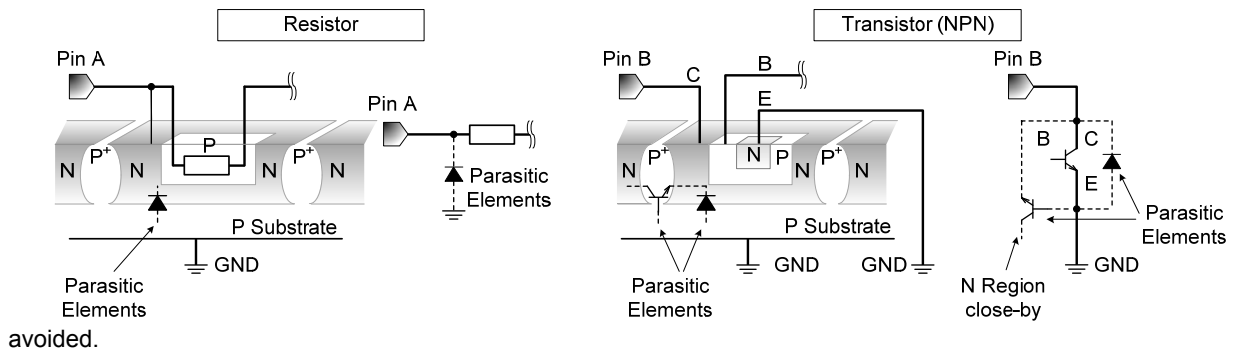 Resistor
Transistor (NPN)
Pin A
Pin B
B
Pin B
C
Pin A
E
P
N
P+
N
N
P+
N
Parasitic
Elements
P Substrate
GND
Parasitic
Elements
N
P+
N
N
P
P+
N
N
P Substrate
GND
GND
Parasitic
Elements
B
C
E
Parasitic
Elements
GND
N Region
close-by
avoided.